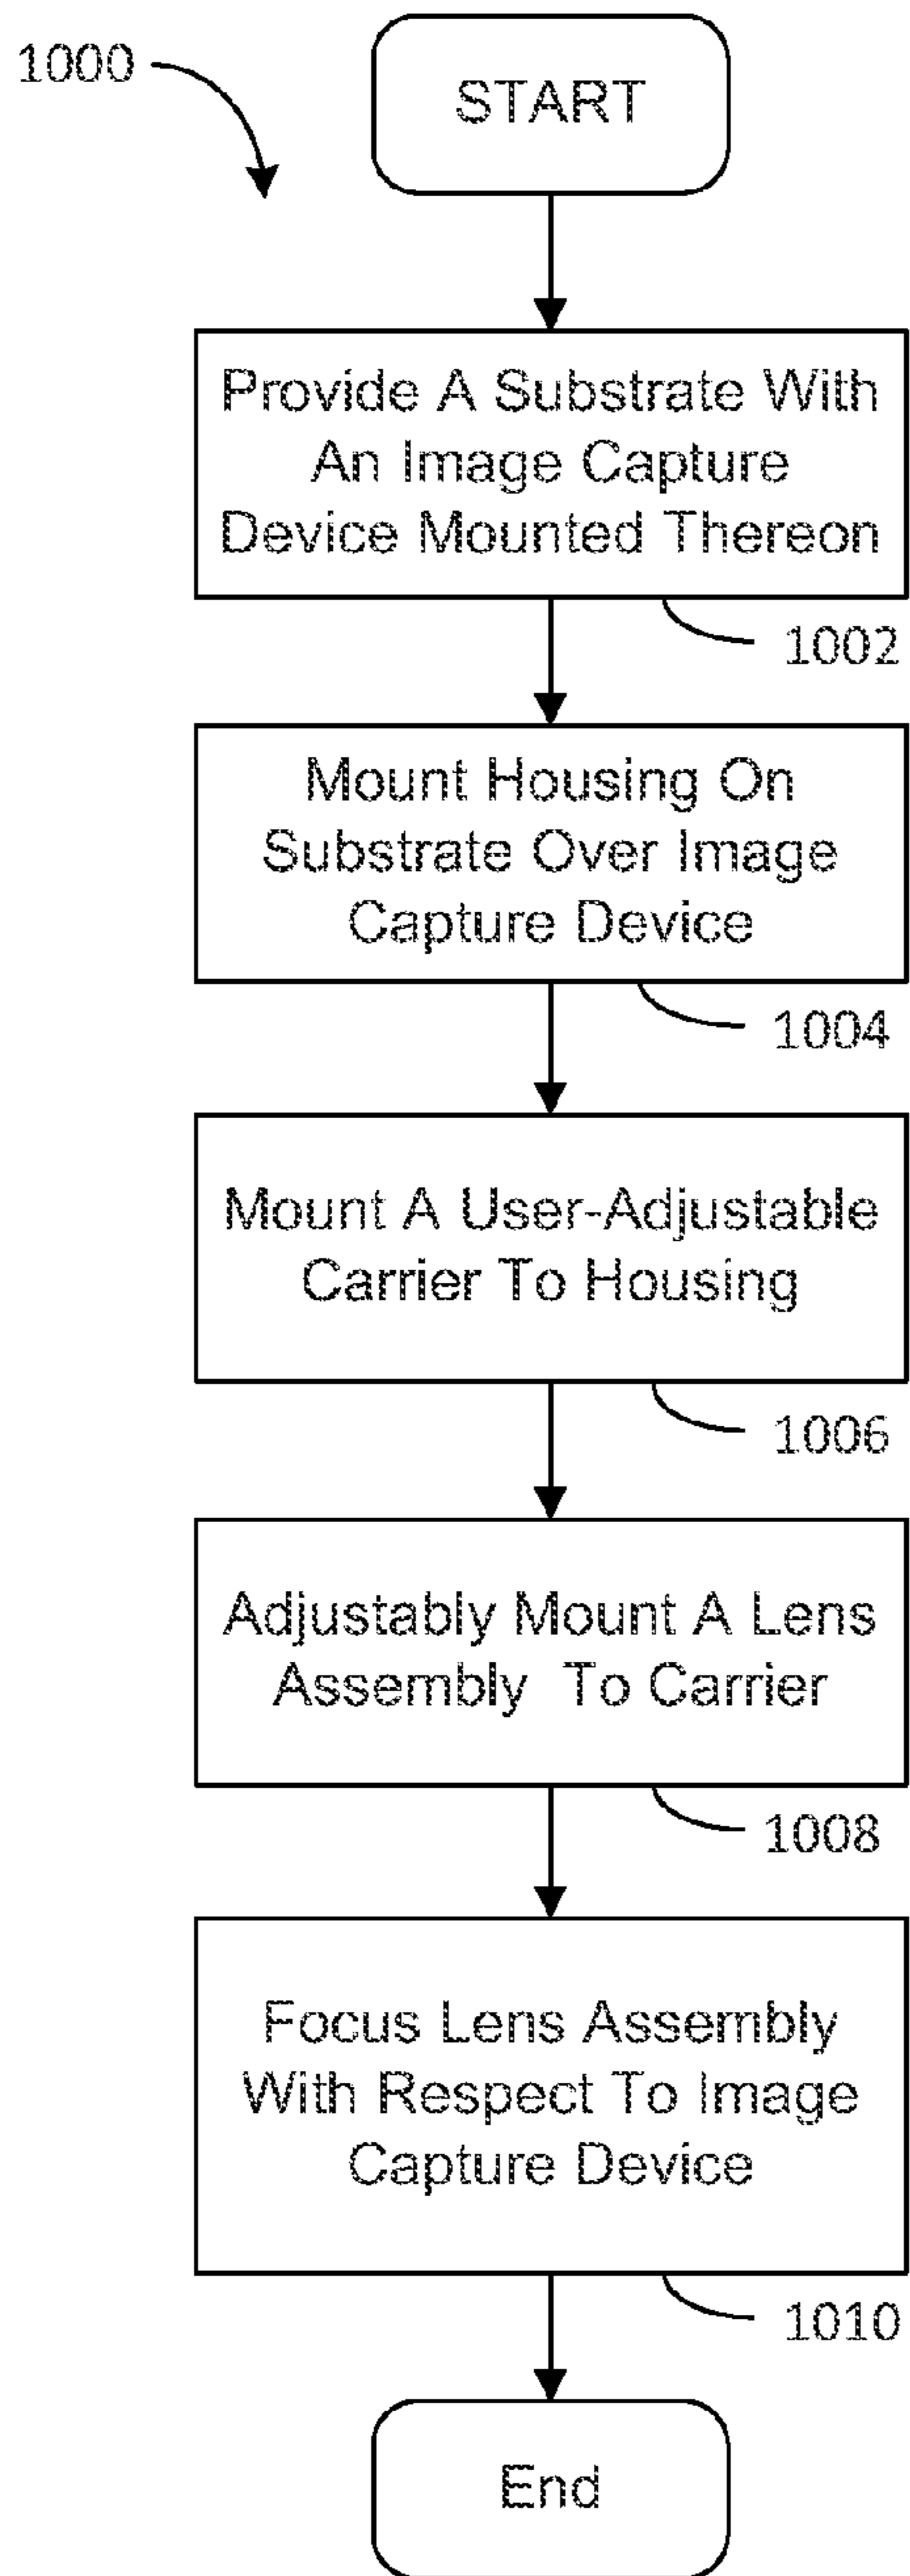 1000
START
Provide A Substrate With
An Image Capture
Device Mounted Thereon
1002
Mount Housing On
Substrate Over Image
Capture Device
1004
Mount A User-Adjustable
Carrier To Housing
1006
Adjustably Mount A Lens
Assembly To Carrier
1008
Focus Lens Assembly
With Respect To Image
Capture Device
1010
End